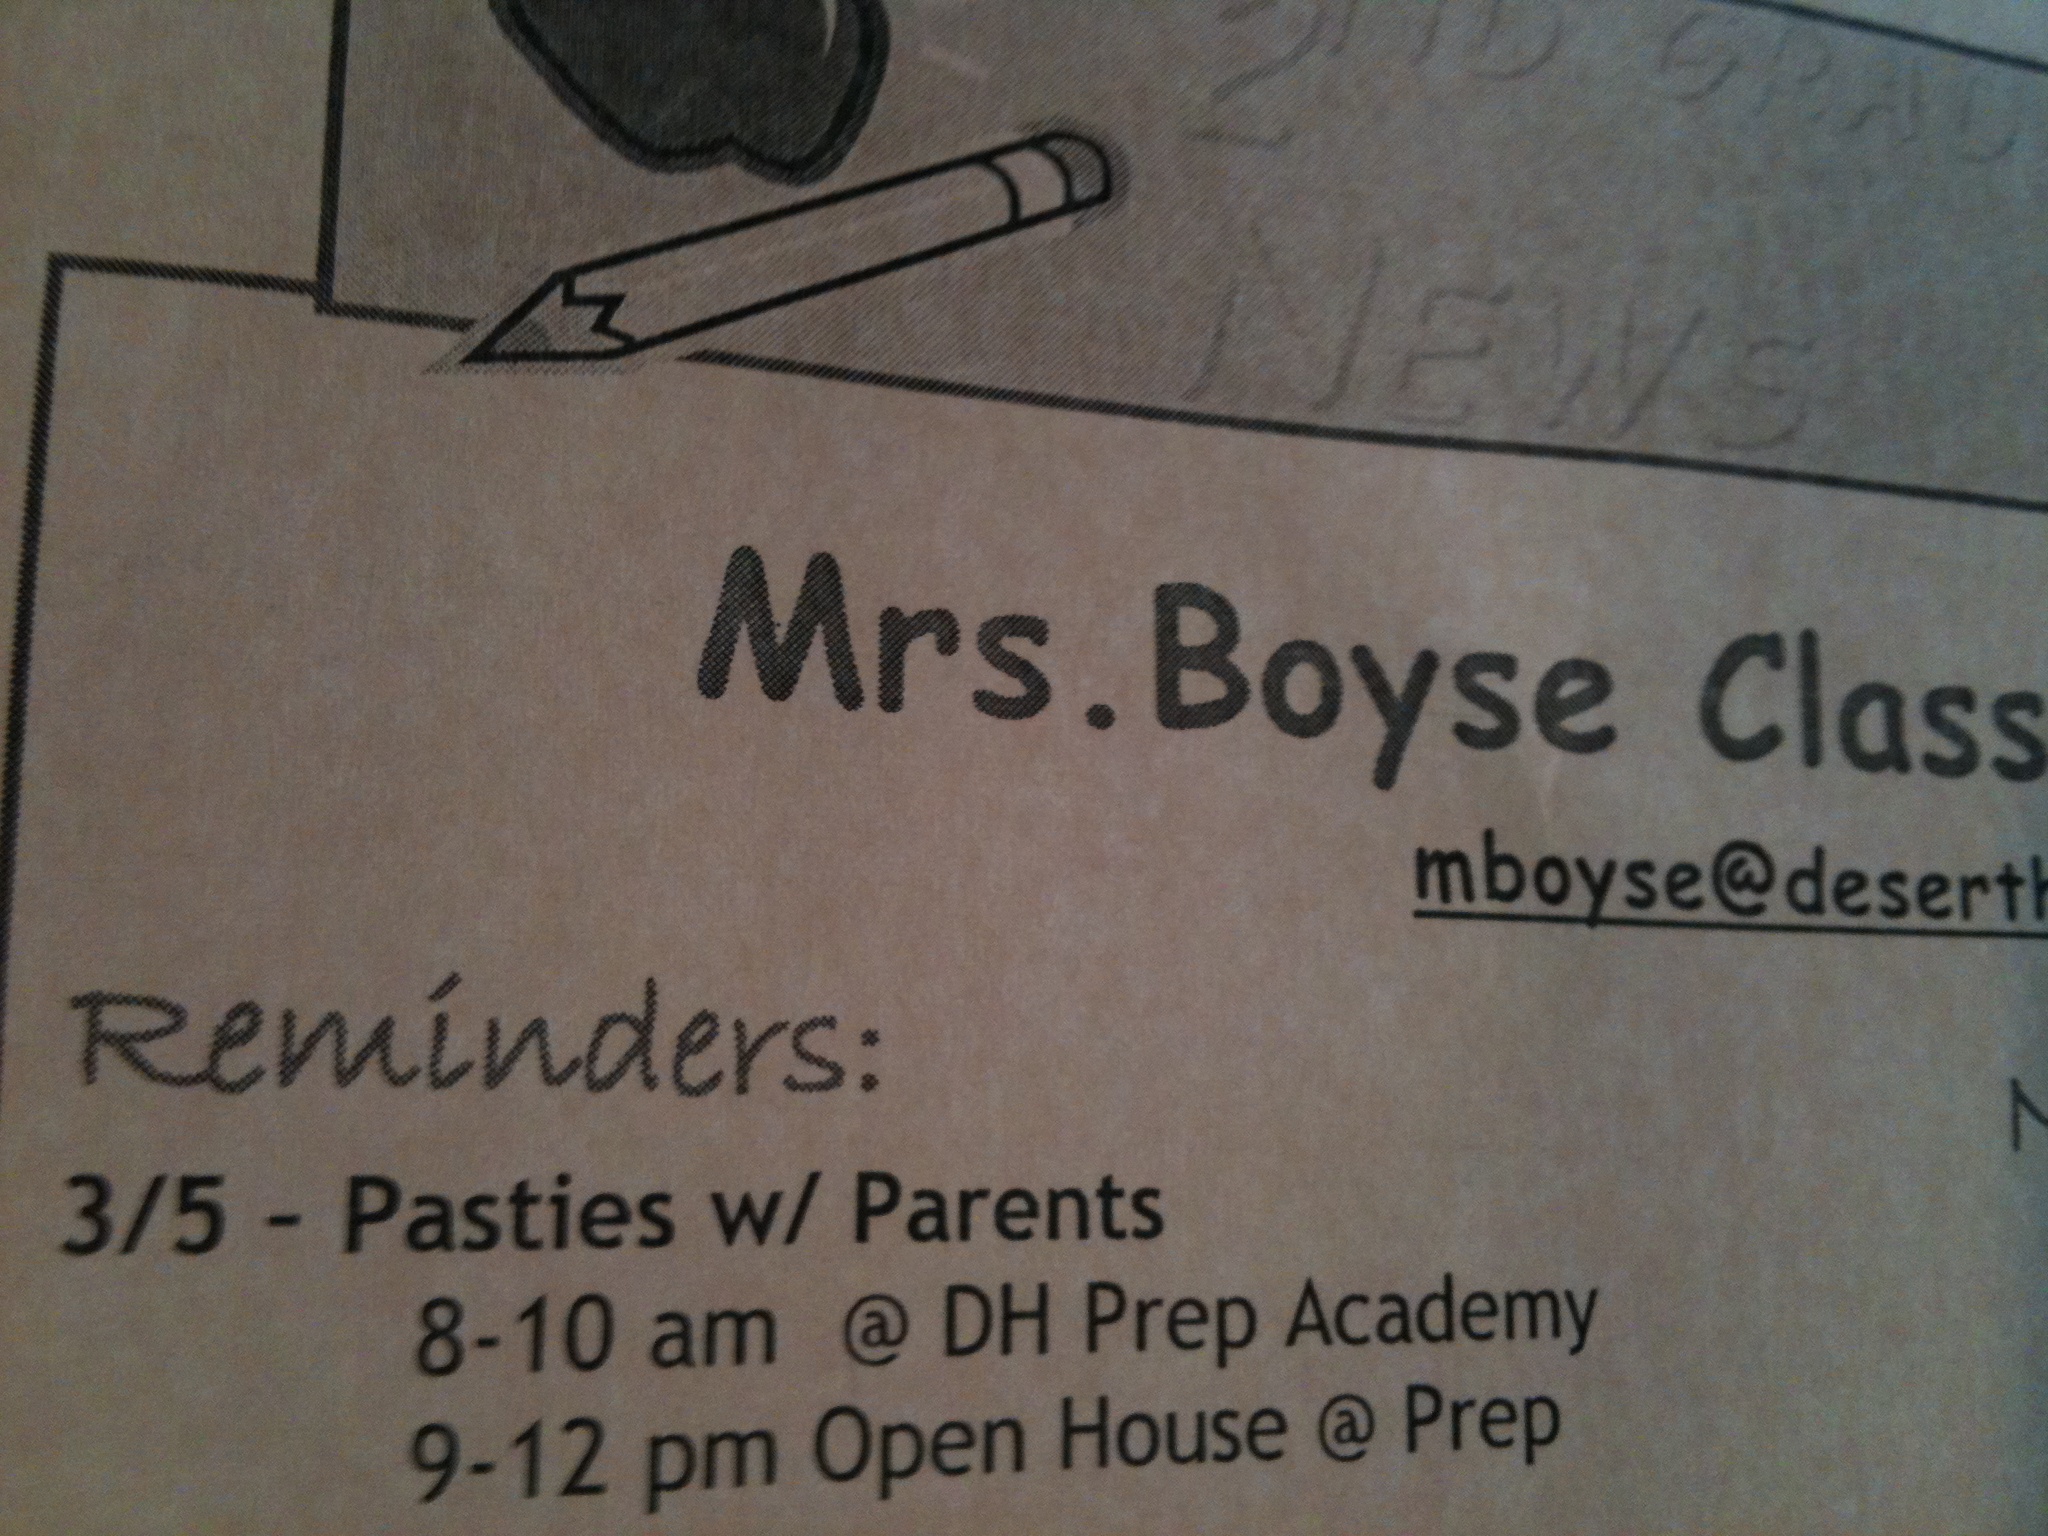 2ND GRAD
NEWS
Mrs. Boyse Class
mboyse@deserth
Reminders:
N
3/5 - Pasties w/ Parents
8-10 am @ DH Prep Academy
9-12 pm Open House @ Prep